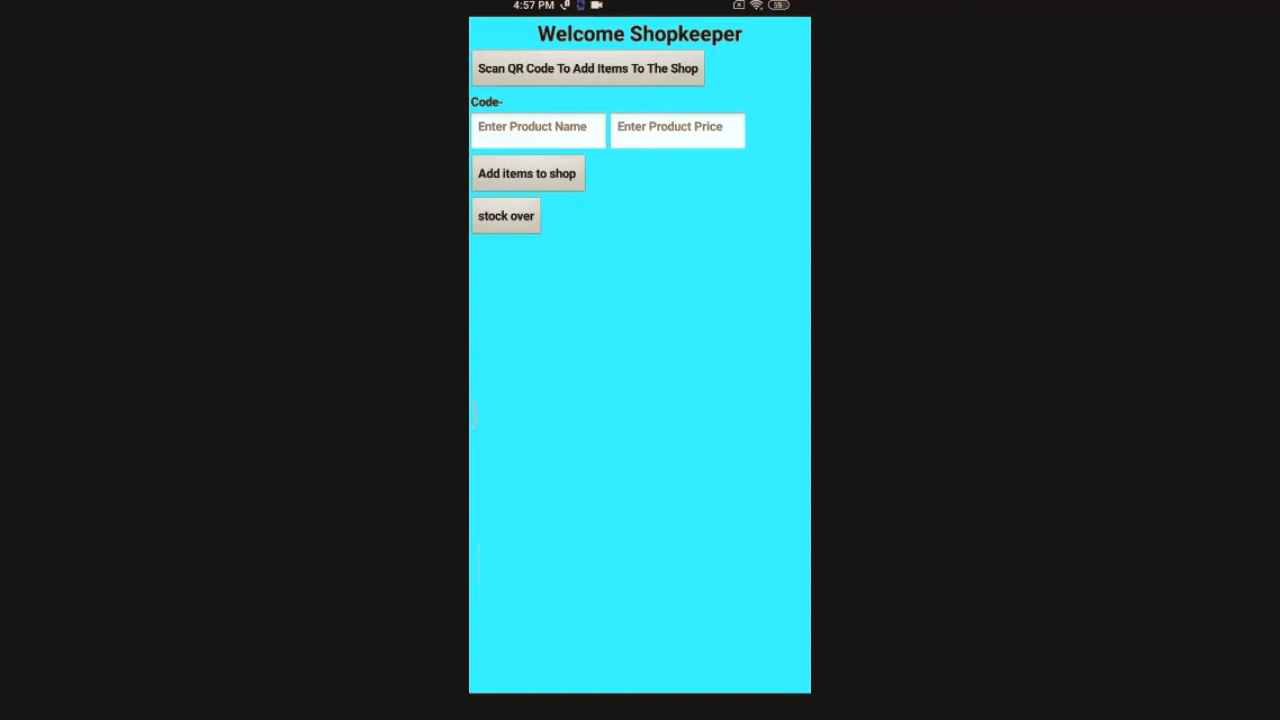 4:57 PM 59
Welcome Shopkeeper
Scan QR Code To Add Items To The Shop
Code-
Enter Product Name Enter Product Price
Add items to shop
stock over